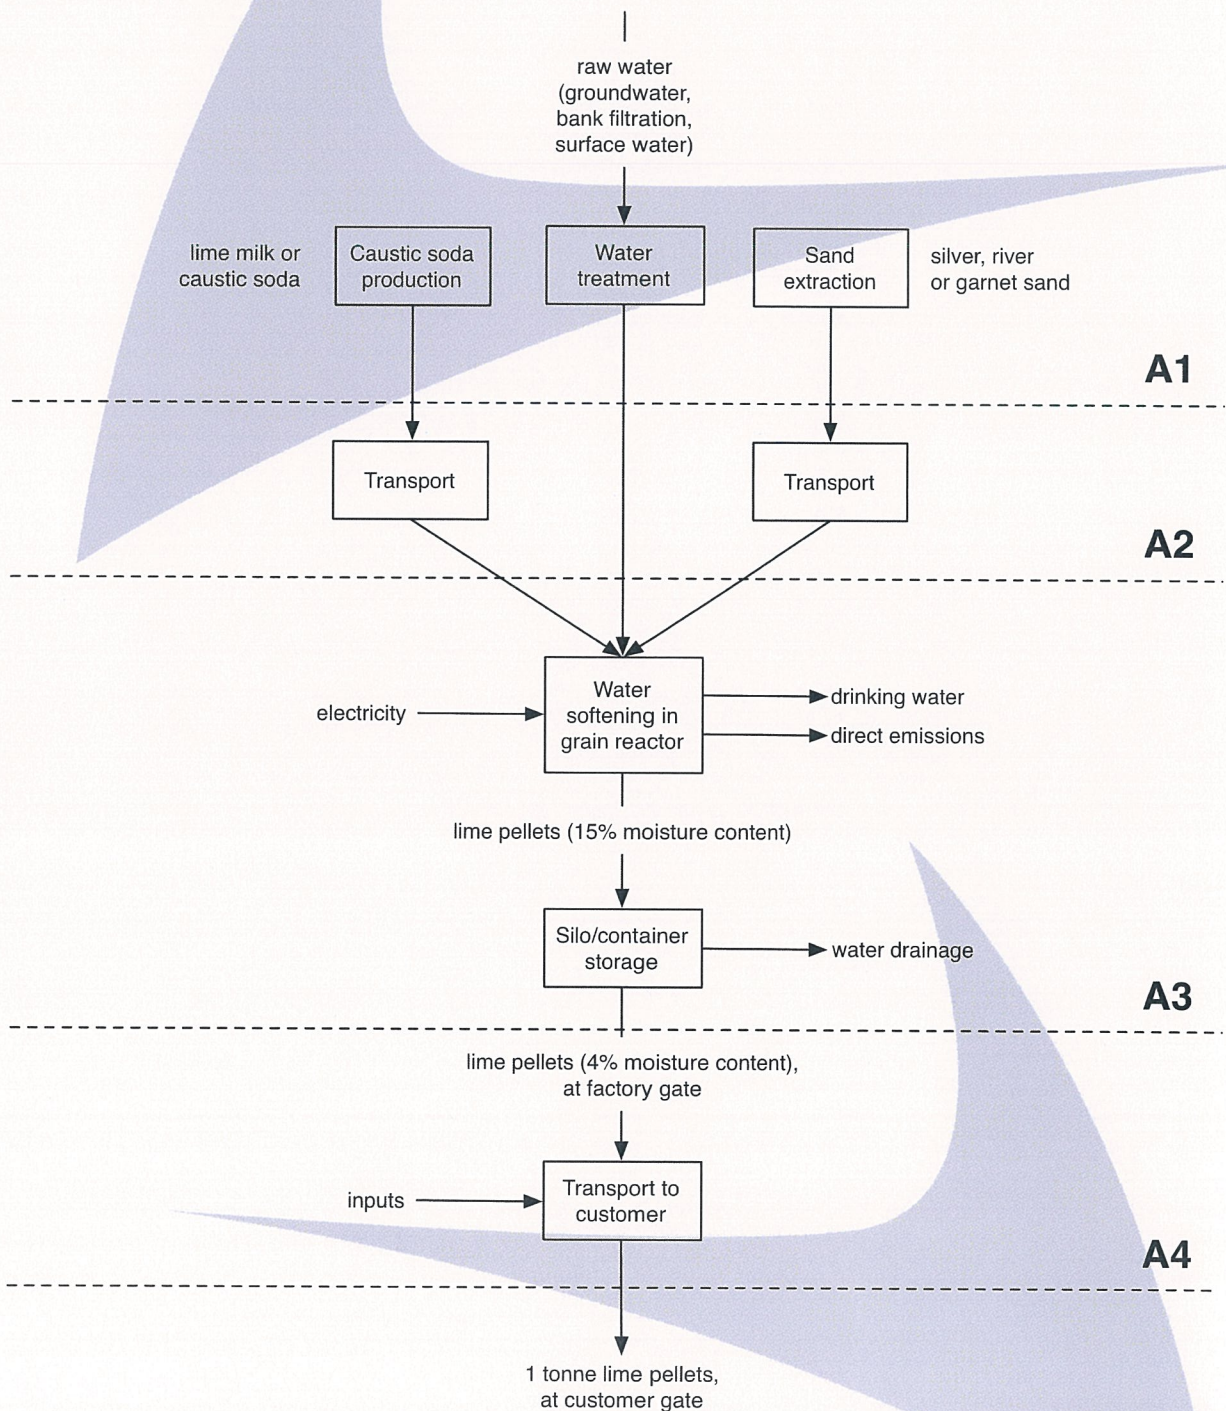 raw water
(groundwater,
bank filtration,
surface water)
lime milk or
caustic soda
Caustic soda
production
Water
treatment
Sand
extraction
silver, river
or garnet sand
A1
Transport
Transport
A2
electricity
Water
softening in
grain reactor
drinking water
direct emissions
lime pellets (15% moisture content)
Silo/container
storage
water drainage
A3
lime pellets (4% moisture content),
at factory gate
inputs
Transport to
customer
A4
1 tonne lime pellets,
at customer gate